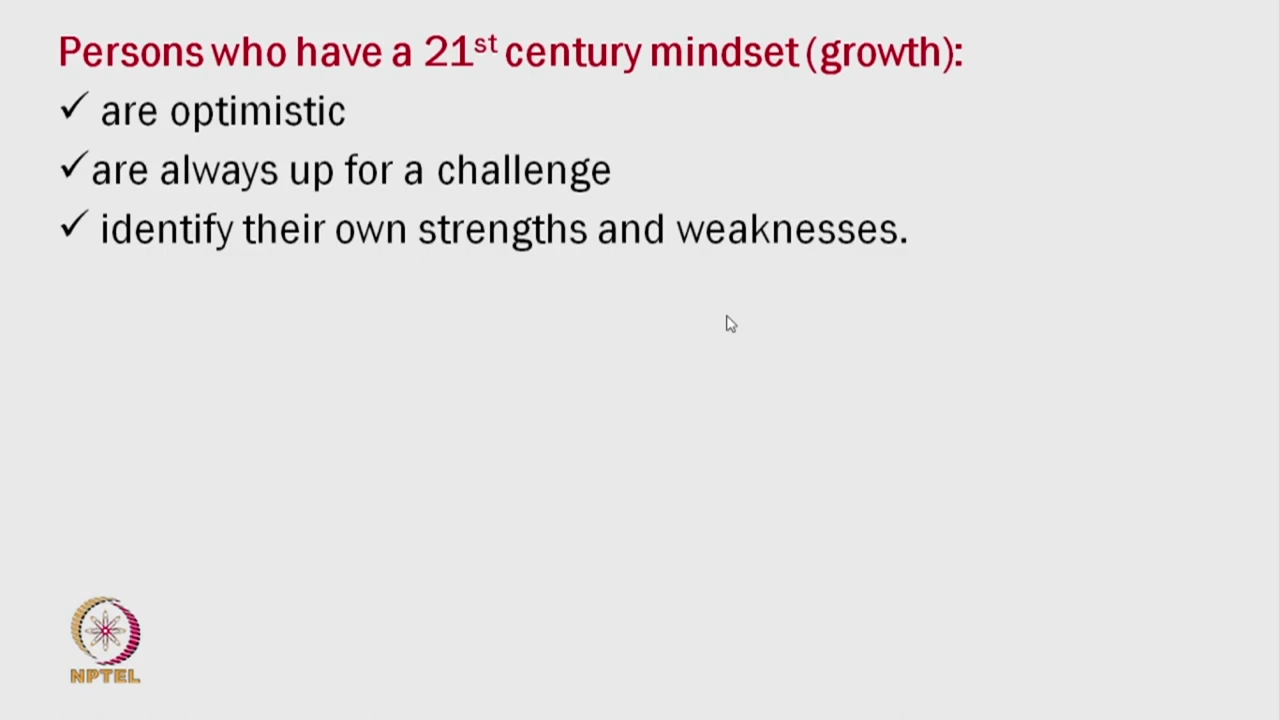 Persons who have a 21st century mindset (growth):
✓ are optimistic
✓ are always up for a challenge
✓ identify their own strengths and weaknesses.
NPTEL